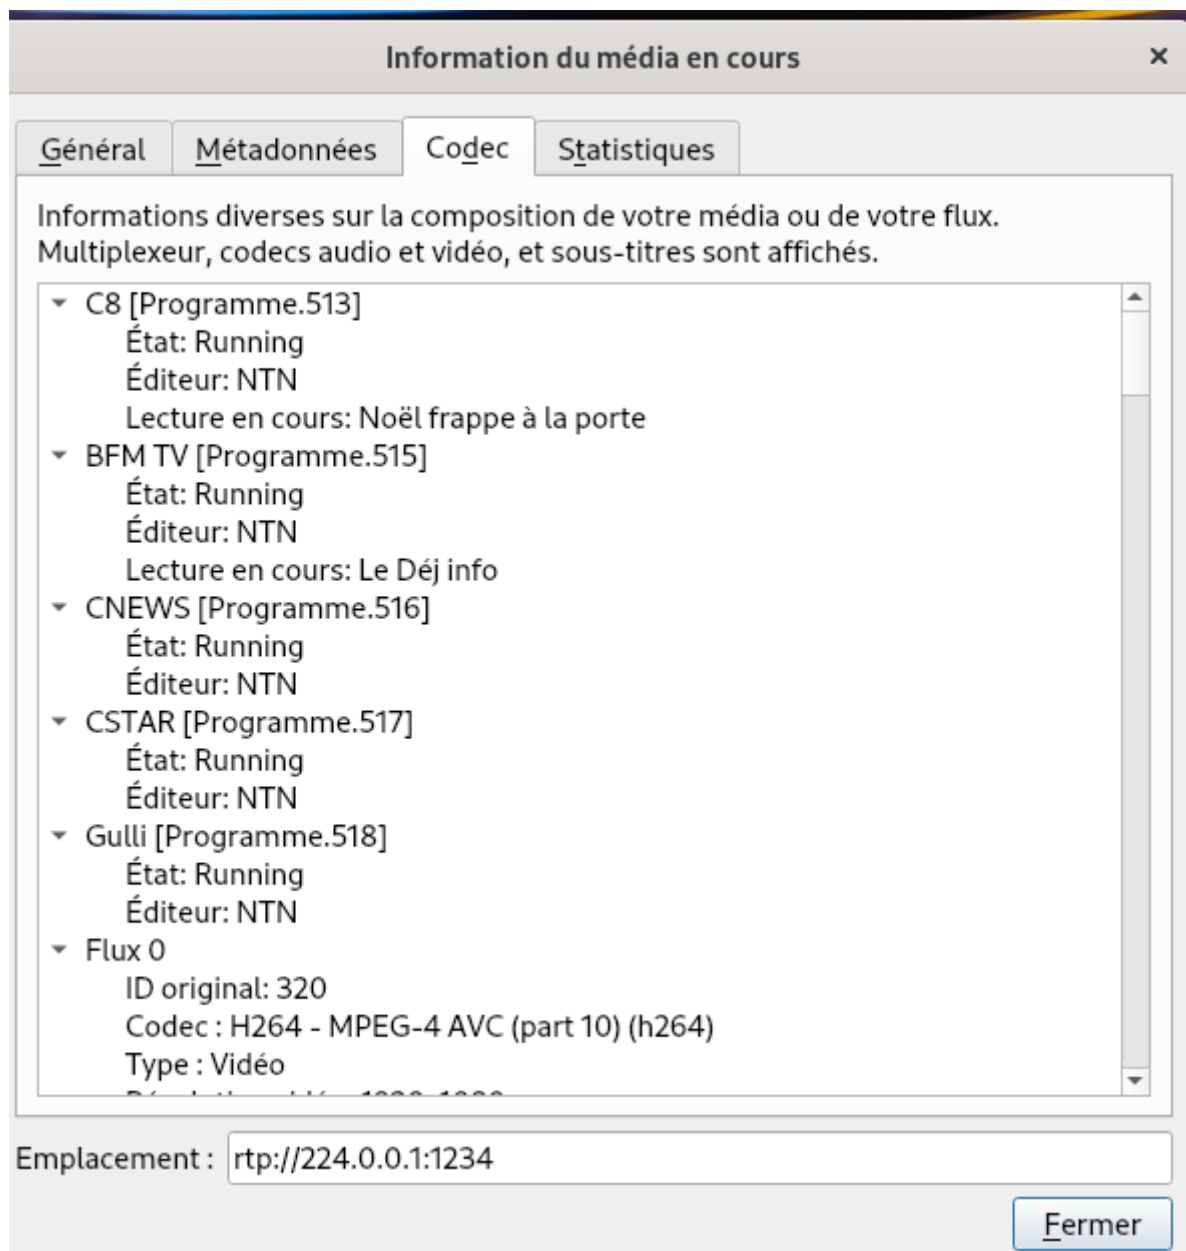 Information du média en cours
×
Général Métadonnées Codec Statistiques
Informations diverses sur la composition de votre média ou de votre flux.
Multiplexeur, codecs audio et vidéo, et sous-titres sont affichés.
C8 [Programme.513]
État: Running
Éditeur: NTN
Lecture en cours: Noël frappe à la porte
BFM TV [Programme.515]
État: Running
Éditeur: NTN
Lecture en cours: Le Déj info
CNEWS [Programme.516]
État: Running
Éditeur: NTN
CSTAR [Programme.517]
État: Running
Éditeur: NTN
Gulli [Programme.518]
État: Running
Éditeur: NTN
Flux 0
ID original: 320
Codec : H264 - MPEG-4 AVC (part 10) (h264)
Type : Vidéo
Emplacement : rtp://224.0.0.1:1234
Fermer